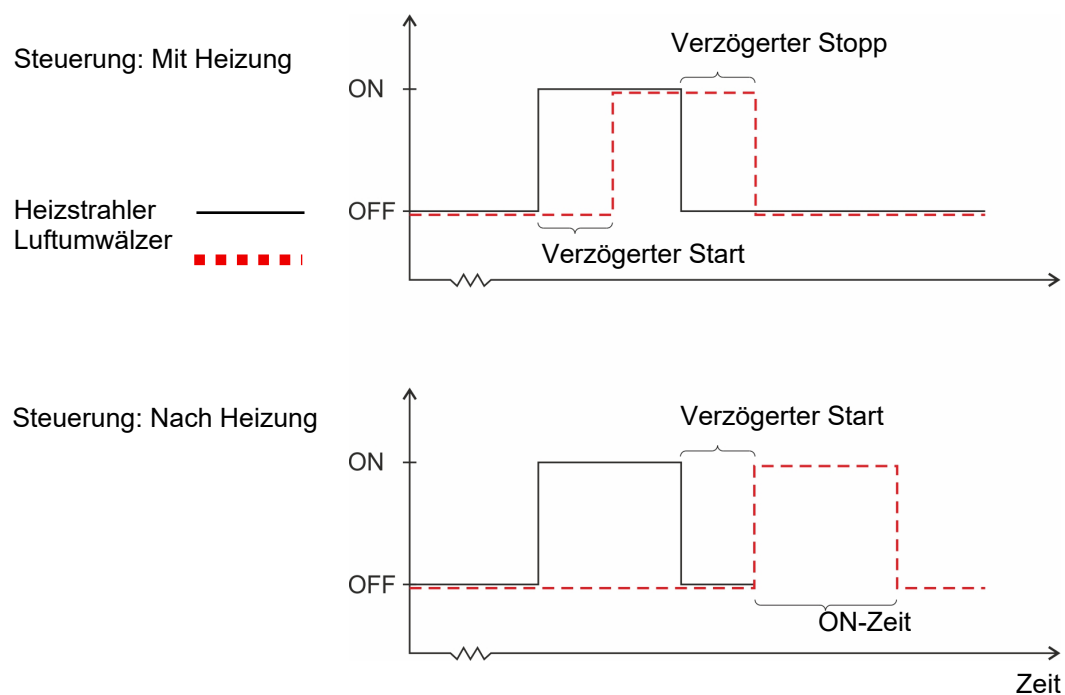 Steuerung: Mit Heizung
Verzögerter Stopp
ON
Heizstrahler
Luftumwälzer
OFF
Verzögerter Start
Steuerung: Nach Heizung
Verzögerter Start
ON
OFF
ON-Zeit
Zeit